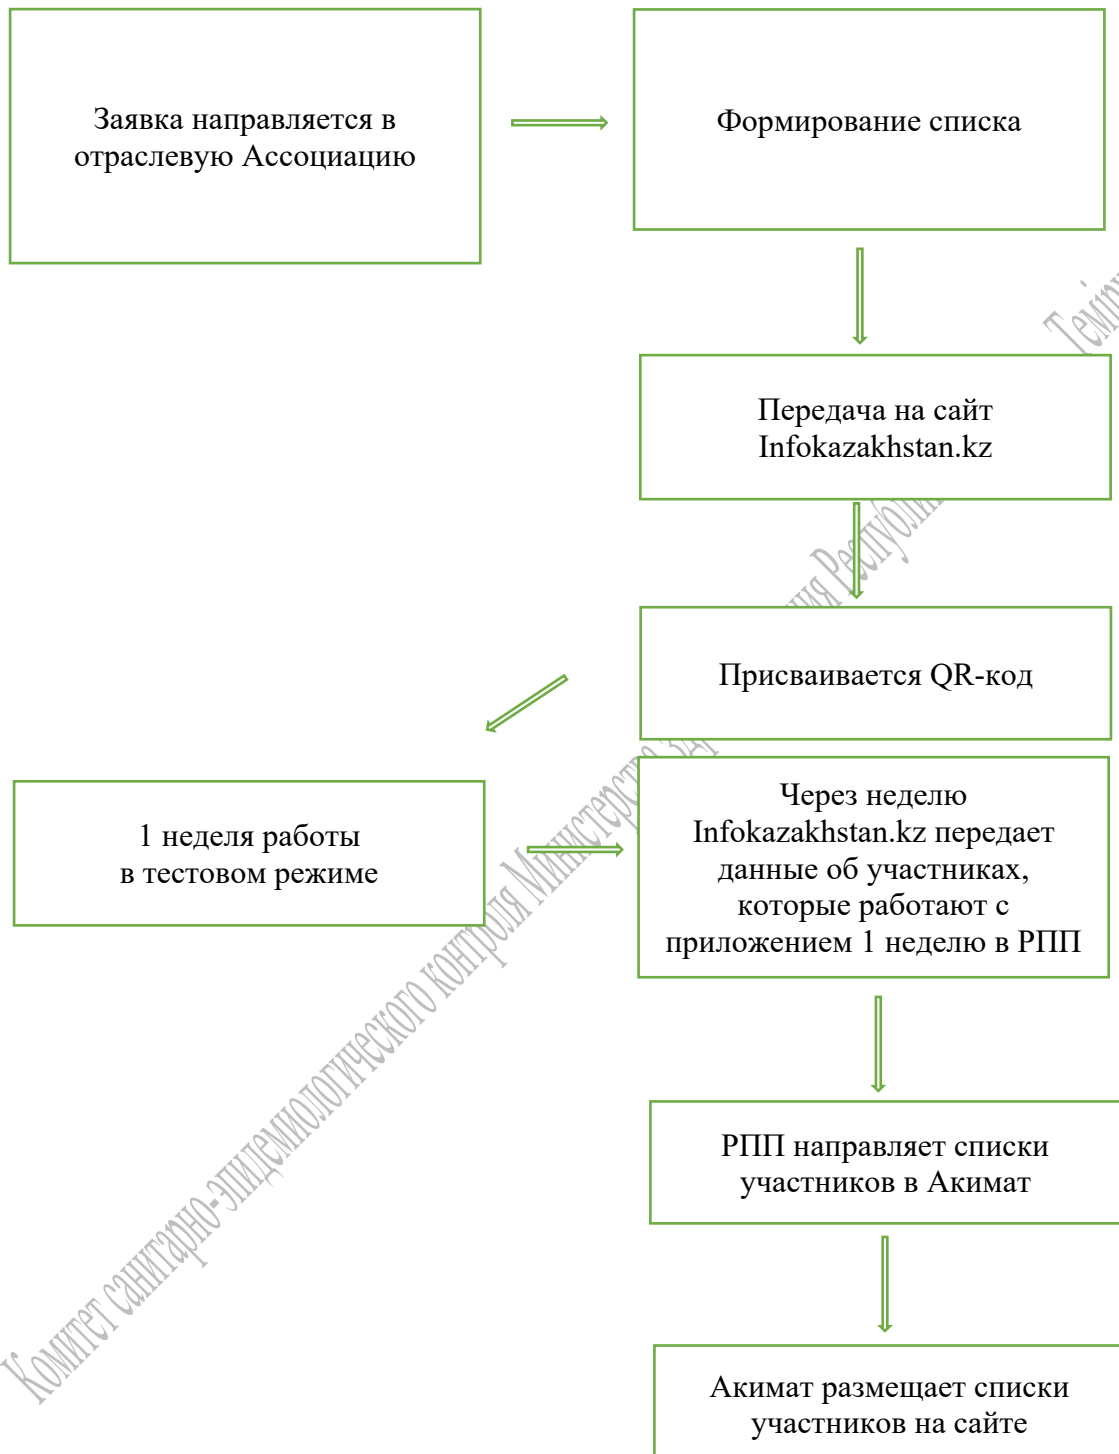 Заявка направляется в
отраслевую Ассоциацию
Формирование списка
Передача на сайт
Infokazakhstan.kz
Присваивается QR-код
1 неделя работы
в тестовом режиме
Через неделю
Infokazakhstan.kz передает
данные об участниках,
которые работают с
приложением 1 неделю в РПП
РПП направляет списки
участников в Акимат
Акимат размещает списки
участников на сайте
Комитет санитарно-эпидемиологического контроля Министерство